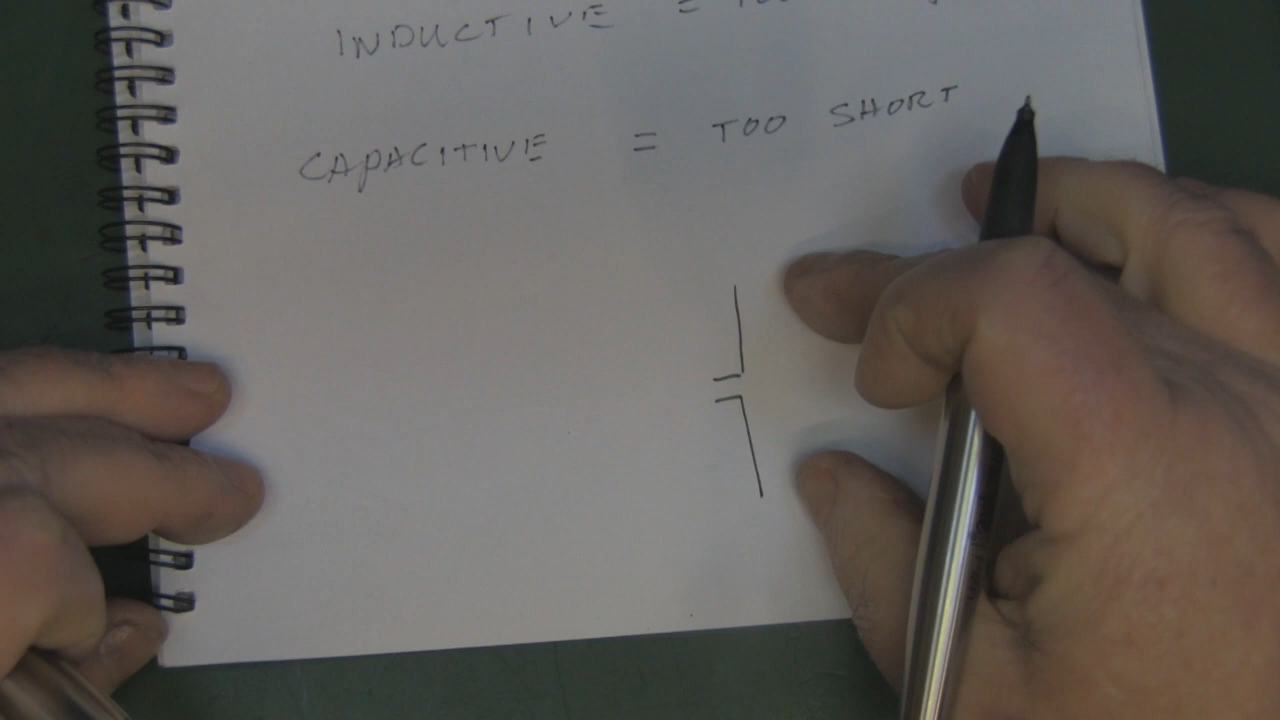 INDUCTIVE =
CAPACITIVE = TOO SHORT